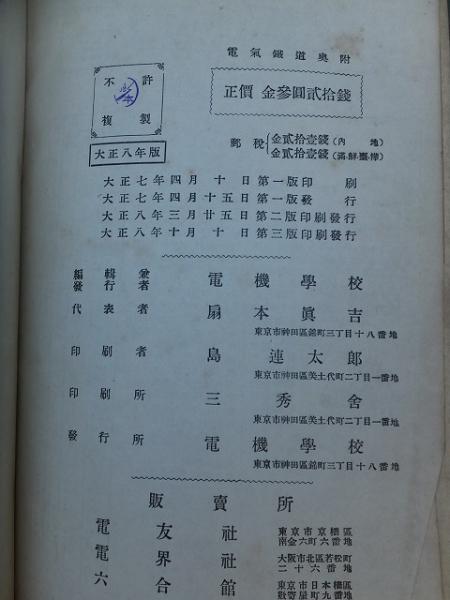 電氣鐵道奥附
不許
複製
大正八年版
正價 金參圓貳拾錢
郵稅 金貳拾壹錢(内地)
金貳拾壹錢(滿鮮臺樺)
大正七年四月十日第一版印刷
大正七年四月十五日第一版發行
大正八年三月廿五日第二版印刷發行
大正八年十月十日第三版印刷發行
編輯兼
發行者
電機學校
代表者 扇本眞吉
東京市神田區錦町三丁目十八番地
印刷者 島連太郎
東京市神田區美土代町二丁目一番地
印刷所 三秀舍
東京市神田區美土代町二丁目一番地
發行所 電機學校
東京市神田區錦町三丁目十八番地
販賣所
電友社 東京市京橋區
南金六町六番地
電界社 大阪市北區若松町
二十六番地
六合館 東京市日本橋區
數寄屋町九番地